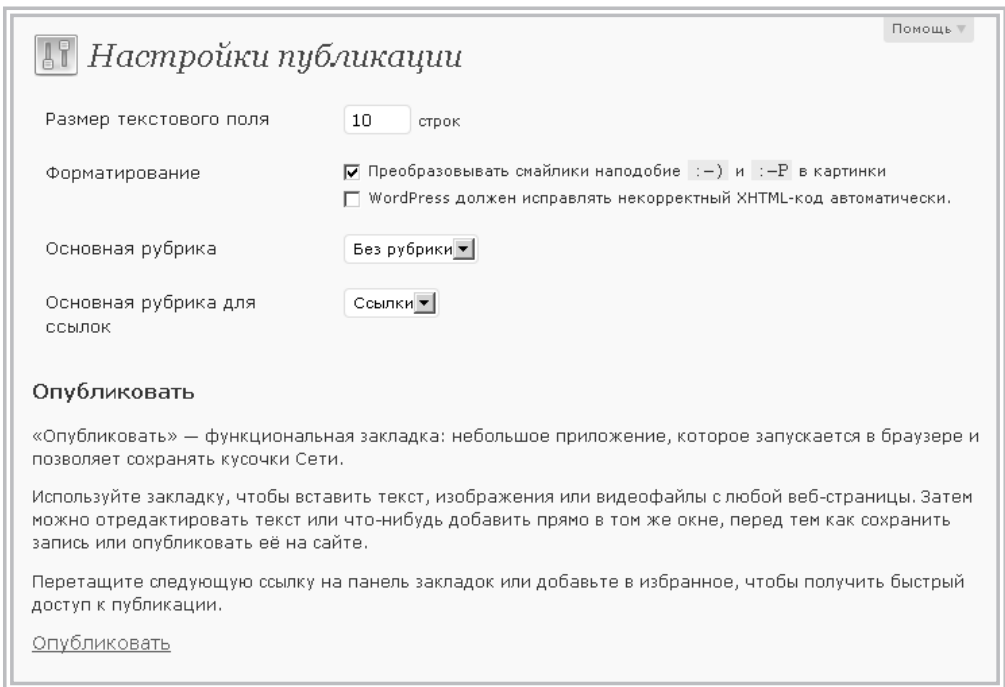 Помощь
Настройки публикации
Размер текстового поля 10 строк
Форматирование Преобразовывать смайлики наподобие :-) и :-P в картинки
WordPress должен исправлять некорректный XHTML-код автоматически.
Основная рубрика Без рубрики
Основная рубрика для Ссылки
ссылок
Опубликовать
«Опубликовать» — функциональная закладка: небольшое приложение, которое запускается в браузере и
позволяет сохранять кусочки Сети.
Используйте закладку, чтобы вставить текст, изображения или видеофайлы с любой веб-страницы. Затем
можно отредактировать текст или что-нибудь добавить прямо в том же окне, перед тем как сохранить
запись или опубликовать её на сайте.
Перетащите следующую ссылку на панель закладок или добавьте в избранное, чтобы получить быстрый
доступ к публикации.
Опубликовать